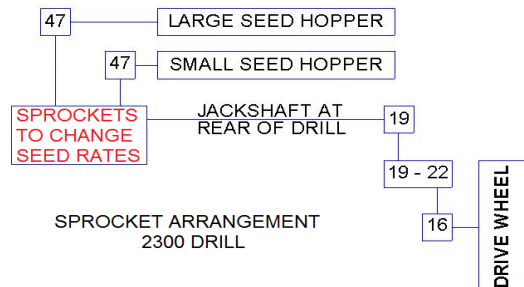 47
LARGE SEED HOPPER
47
SMALL SEED HOPPER
SPROCKETS
TO CHANGE
SEED RATES
JACKSHAFT AT
REAR OF DRILL
19
19 - 22
16
DRIVE WHEEL
SPROCKET ARRANGEMENT
2300 DRILL